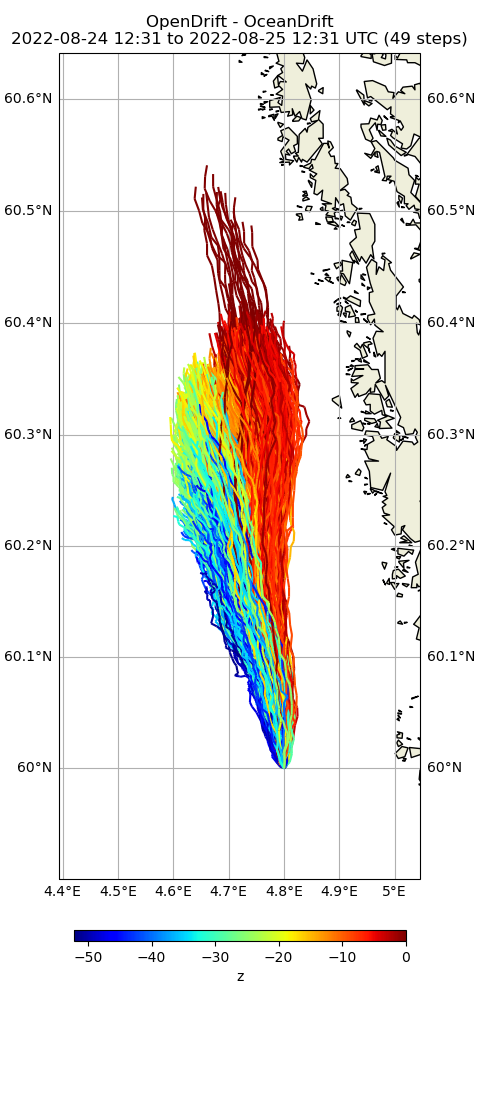 OpenDrift - OceanDrift
2022-08-24 12:31 to 2022-08-25 12:31 UTC (49 steps)
60.6°N 60.6°N
60.5°N 60.5°N
60.4°N 60.4°N
60.3°N 60.3°N
60.2°N 60.2°N
60.1°N 60.1°N
60°N 60°N
4.4°E 4.5°E 4.6°E 4.7°E 4.8°E 4.9°E 5°E
−50 −40 −30 −20 −10 0
z